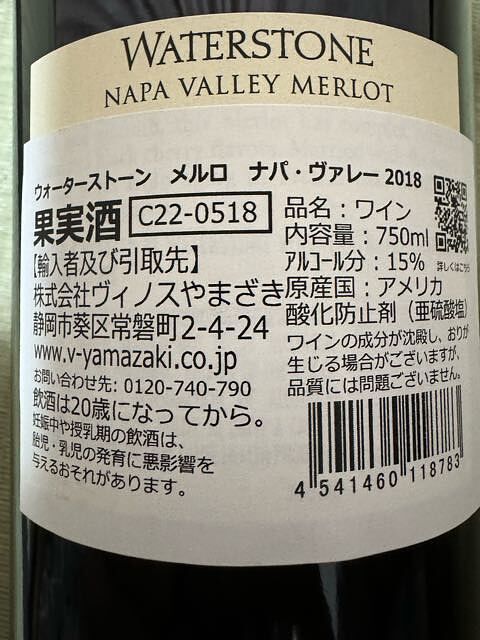 WATERSTONE
NAPA VALLEY MERLOT
ウォーターストーン メルロ ナパ・ヴァレー 2018
果実酒 C22-0518
【輸入者及び引取先】
株式会社ヴィノスやまざき
静岡市葵区常磐町2-4-24
www.v-yamazaki.co.jp
お問い合わせ先: 0120-740-790
飲酒は20歳になってから。
妊娠中や授乳期の飲酒は、
胎児・乳児の発育に悪影響を
与えるおそれがあります。
品名：ワイン
内容量：750ml
アルコール分：15%
詳しくはこちら
原産国：アメリカ
酸化防止剤（亜硫酸塩）
ワインの成分が沈殿し、おりが
生じる場合がございますが、
品質には問題ございません。
4 541460 118783